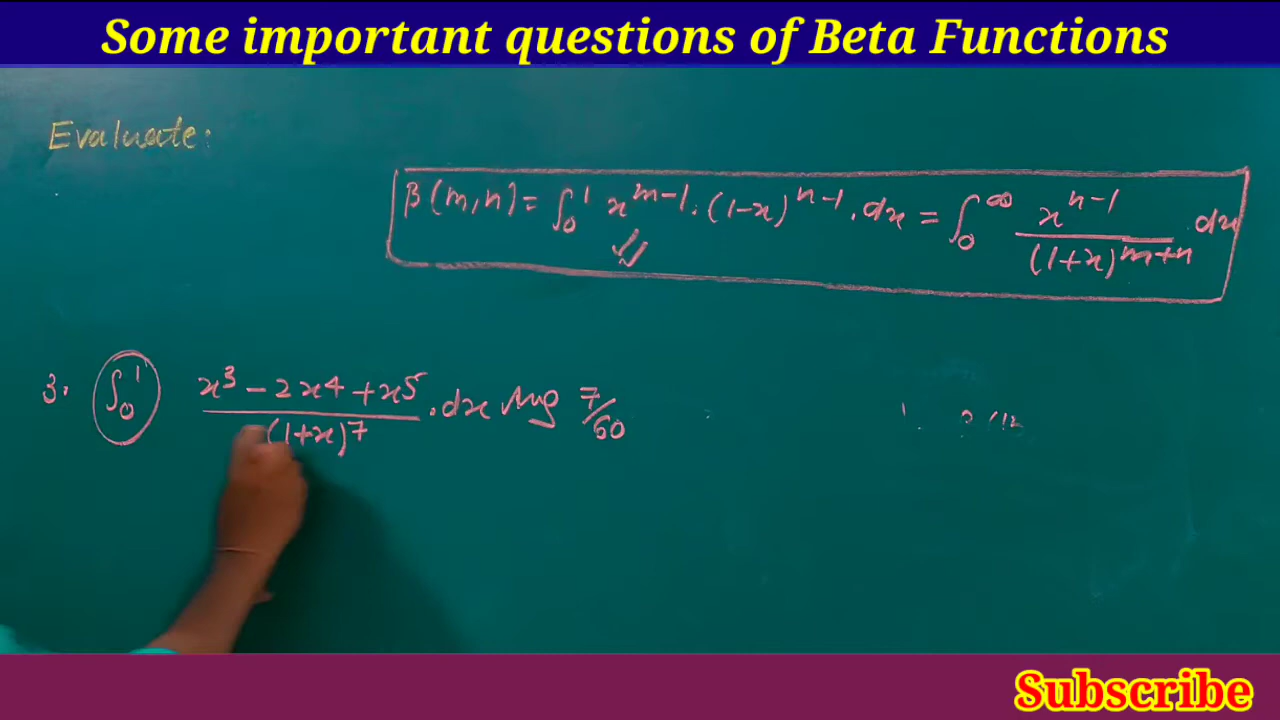 Some important questions of Beta Functions
Evaluate:
β(m,n) = ∫₀¹ x^(m-1) . (1-x)^(n-1) . dx = ∫₀^∞ x^(n-1) / (1+x)^(m+n) . dx
3. ∫₀¹ (x³ - 2x⁴ + x⁵) / (1+x)⁷ . dx Ans 7/60
Subscribe